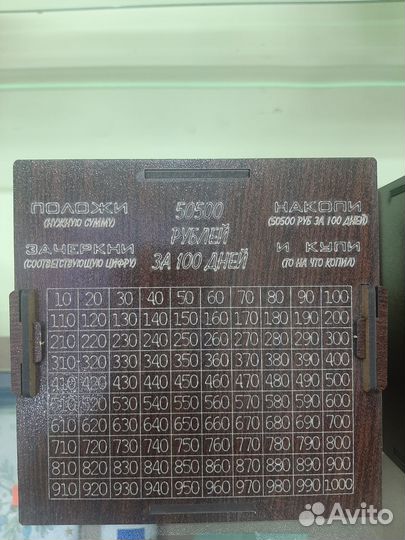 ПОЛОЖИ
(НУЖНУЮ СУММУ)
ЗАЧЕРКНИ
(СООТВЕТСТВУЮЩУЮ ЦИФРУ)
50500
РУБЛЕЙ
ЗА 100 ДНЕЙ
НАКОПИ
(50500 РУБ ЗА 100 ДНЕЙ)
И КУПИ
(ТО НА ЧТО КОПИЛ)
10 20 30 40 50 60 70 80 90 100
110 120 130 140 150 160 170 180 190 200
210 220 230 240 250 260 270 280 290 300
310 320 330 340 350 360 370 380 390 400
410 420 430 440 450 460 470 480 490 500
510 520 530 540 550 560 570 580 590 600
610 620 630 640 650 660 670 680 690 700
710 720 730 740 750 760 770 780 790 800
810 820 830 840 850 860 870 880 890 900
910 920 930 940 950 960 970 980 990 1000
Avito